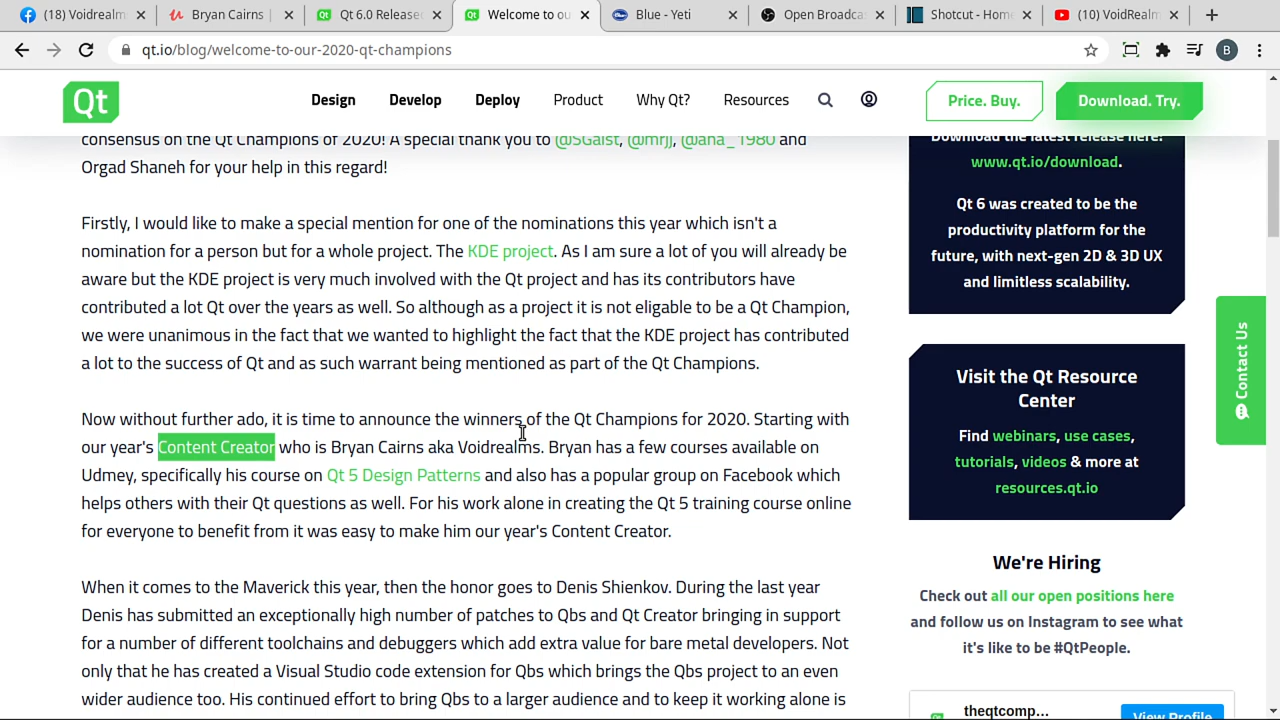 (18) Voidrealm
Bryan Cairns |
Qt 6.0 Released
Welcome to ou
Blue - Yeti
Open Broadca
Shotcut - Hom
(10) VoidRealm
qt.io/blog/welcome-to-our-2020-qt-champions
B
Qt
Design
Develop
Deploy
Product
Why Qt?
Resources
Price. Buy.
Download. Try.
consensus on the Qt Champions of 2020! A special thank you to @SGaist, @mrjj, @aha_1980 and
Orgad Shaneh for your help in this regard!
Firstly, I would like to make a special mention for one of the nominations this year which isn't a
nomination for a person but for a whole project. The KDE project. As I am sure a lot of you will already be
aware but the KDE project is very much involved with the Qt project and has its contributors have
contributed a lot Qt over the years as well. So although as a project it is not eligable to be a Qt Champion,
we were unanimous in the fact that we wanted to highlight the fact that the KDE project has contributed
a lot to the success of Qt and as such warrant being mentioned as part of the Qt Champions.
Now without further ado, it is time to announce the winners of the Qt Champions for 2020. Starting with
our year's Content Creator who is Bryan Cairns aka Voidrealms. Bryan has a few courses available on
Udmey, specifically his course on Qt 5 Design Patterns and also has a popular group on Facebook which
helps others with their Qt questions as well. For his work alone in creating the Qt 5 training course online
for everyone to benefit from it was easy to make him our year's Content Creator.
When it comes to the Maverick this year, then the honor goes to Denis Shienkov. During the last year
Denis has submitted an exceptionally high number of patches to Qbs and Qt Creator bringing in support
for a number of different toolchains and debuggers which add extra value for bare metal developers. Not
only that he has created a Visual Studio code extension for Qbs which brings the Qbs project to an even
wider audience too. His continued effort to bring Qbs to a larger audience and to keep it working alone is
Download the latest release here:
www.qt.io/download.
Qt 6 was created to be the
productivity platform for the
future, with next-gen 2D & 3D UX
and limitless scalability.
Visit the Qt Resource
Center
Find webinars, use cases,
tutorials, videos & more at
resources.qt.io
We're Hiring
Check out all our open positions here
and follow us on Instagram to see what
it's like to be #QtPeople.
theqtcomp...
View Profile
Contact Us